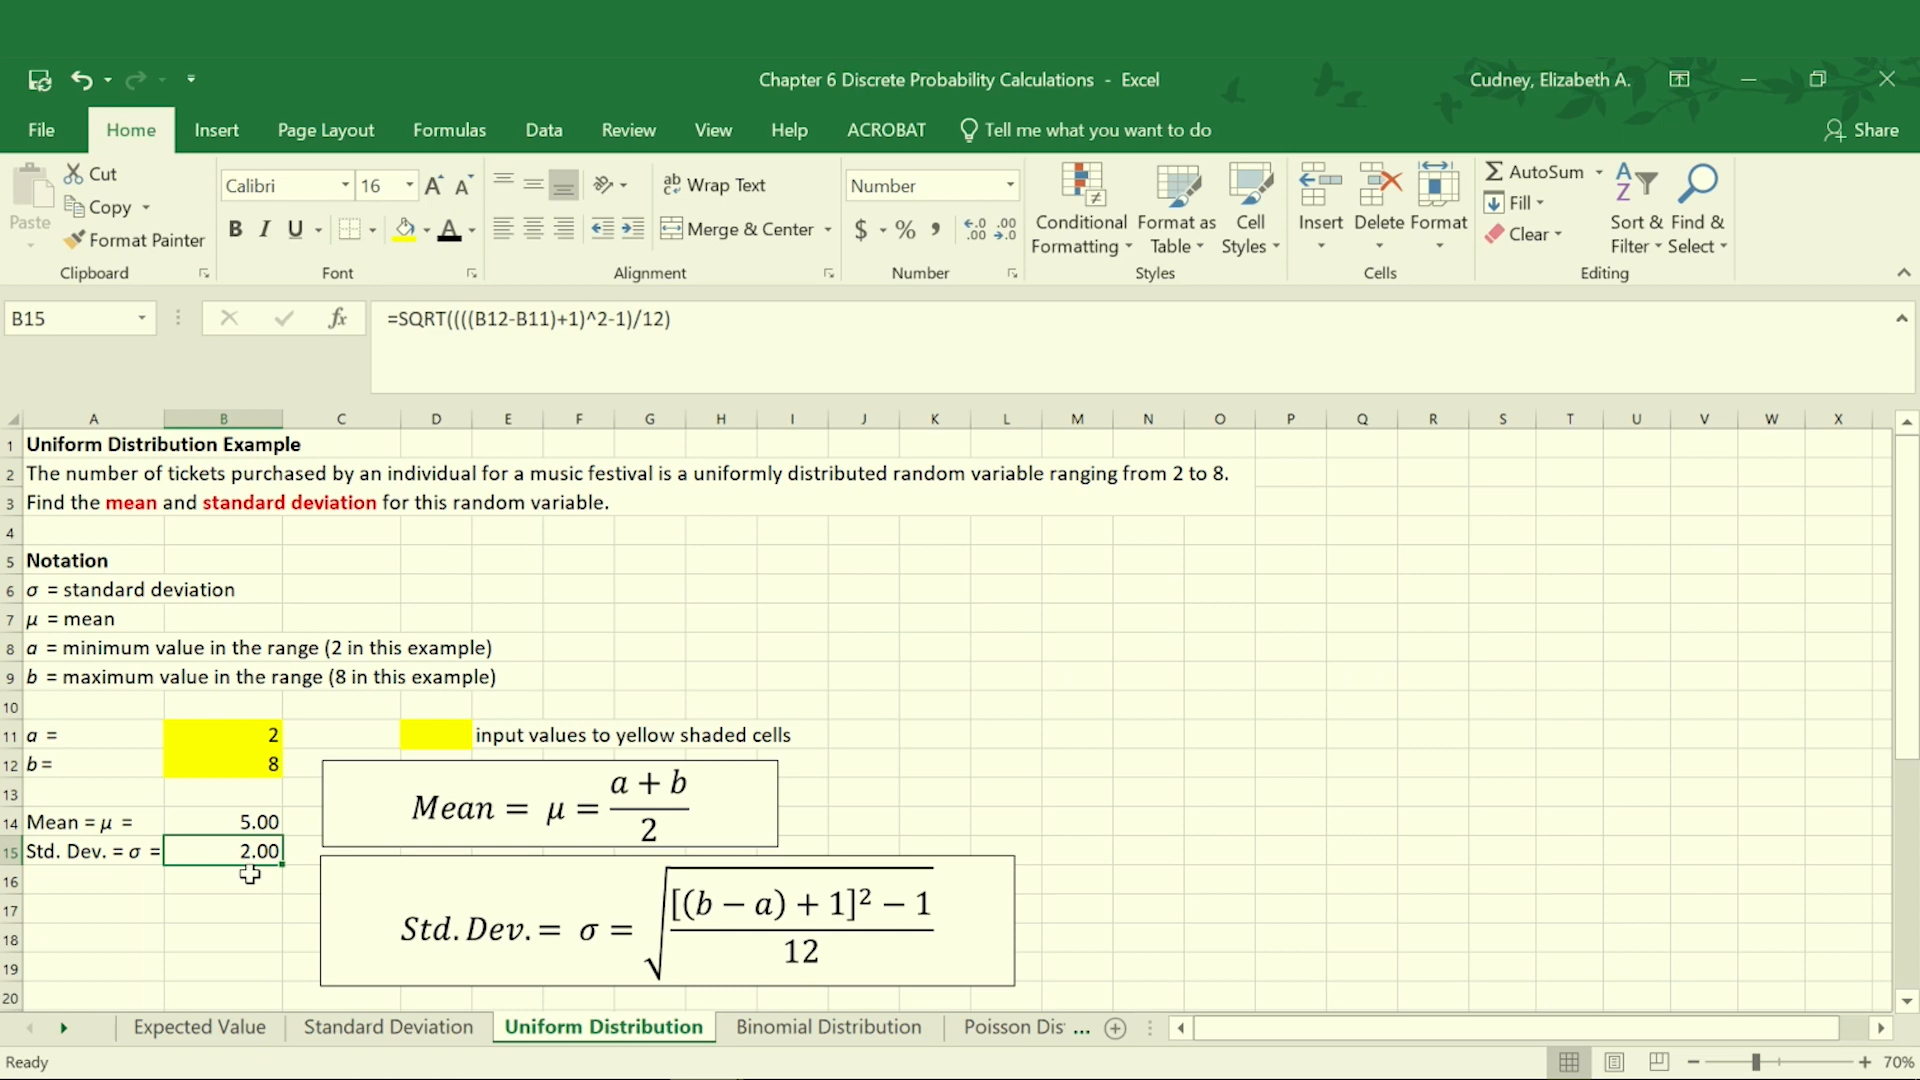 Chapter 6 Discrete Probability Calculations - Excel
Cudney, Elizabeth A.
File Home Insert Page Layout Formulas Data Review View Help ACROBAT Tell me what you want to do Share
Paste
Cut
Copy
Format Painter
Clipboard
Calibri 16
B I U
Font
Wrap Text
Merge & Center
Alignment
Number
$ % ,
Number
Conditional Formatting
Format as Table
Cell Styles
Styles
Insert Delete Format
Cells
AutoSum
Fill
Clear
Sort & Filter
Find & Select
Editing
B15 fx =SQRT((((B12-B11)+1)^2-1)/12)
A B C D E F G H I J K L M N O P Q R S T U V W X
1 Uniform Distribution Example
2 The number of tickets purchased by an individual for a music festival is a uniformly distributed random variable ranging from 2 to 8.
3 Find the mean and standard deviation for this random variable.
4
5 Notation
6 σ = standard deviation
7 μ = mean
8 a = minimum value in the range (2 in this example)
9 b = maximum value in the range (8 in this example)
10
11 a = 2 input values to yellow shaded cells
12 b = 8
13
14 Mean = μ = 5.00
15 Std. Dev. = σ = 2.00
16
17
18
19
20
Mean = μ = (a + b) / 2
Std. Dev. = σ = √([(b − a) + 1]² − 1 / 12)
Expected Value Standard Deviation Uniform Distribution Binomial Distribution Poisson Dis ...
Ready 70%